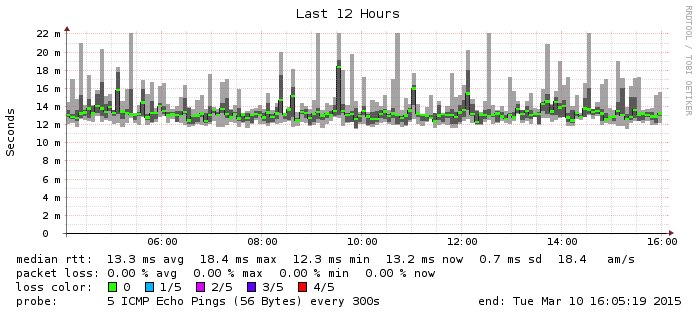 Last 12 Hours
RRDTOOL / TOBI OETIKER
Seconds
22 m
20 m
18 m
16 m
14 m
12 m
10 m
8 m
6 m
4 m
2 m
0
06:00 08:00 10:00 12:00 14:00 16:00
median rtt: 13.3 ms avg 18.4 ms max 12.3 ms min 13.2 ms now 0.7 ms sd 18.4 am/s
packet loss: 0.00 % avg 0.00 % max 0.00 % min 0.00 % now
loss color: 0 1/5 2/5 3/5 4/5
probe: 5 ICMP Echo Pings (56 Bytes) every 300s end: Tue Mar 10 16:05:19 2015